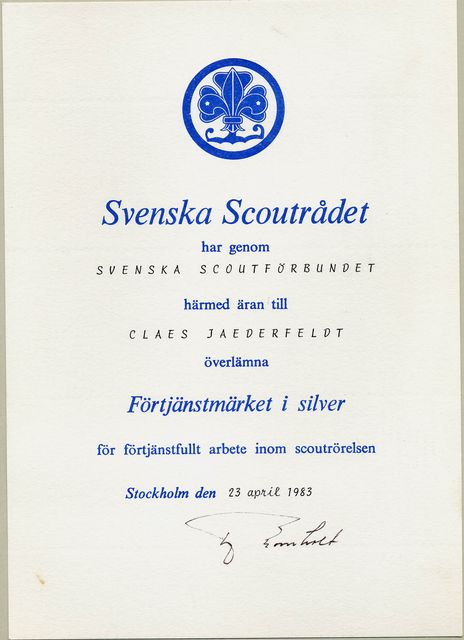 Svenska Scoutrådet
har genom
SVENSKA SCOUTFÖRBUNDET
härmed äran till
CLAES JAEDERFELDT
överlämna
Förtjänstmärket i silver
för förtjänstfullt arbete inom scoutrörelsen
Stockholm den 23 april 1983